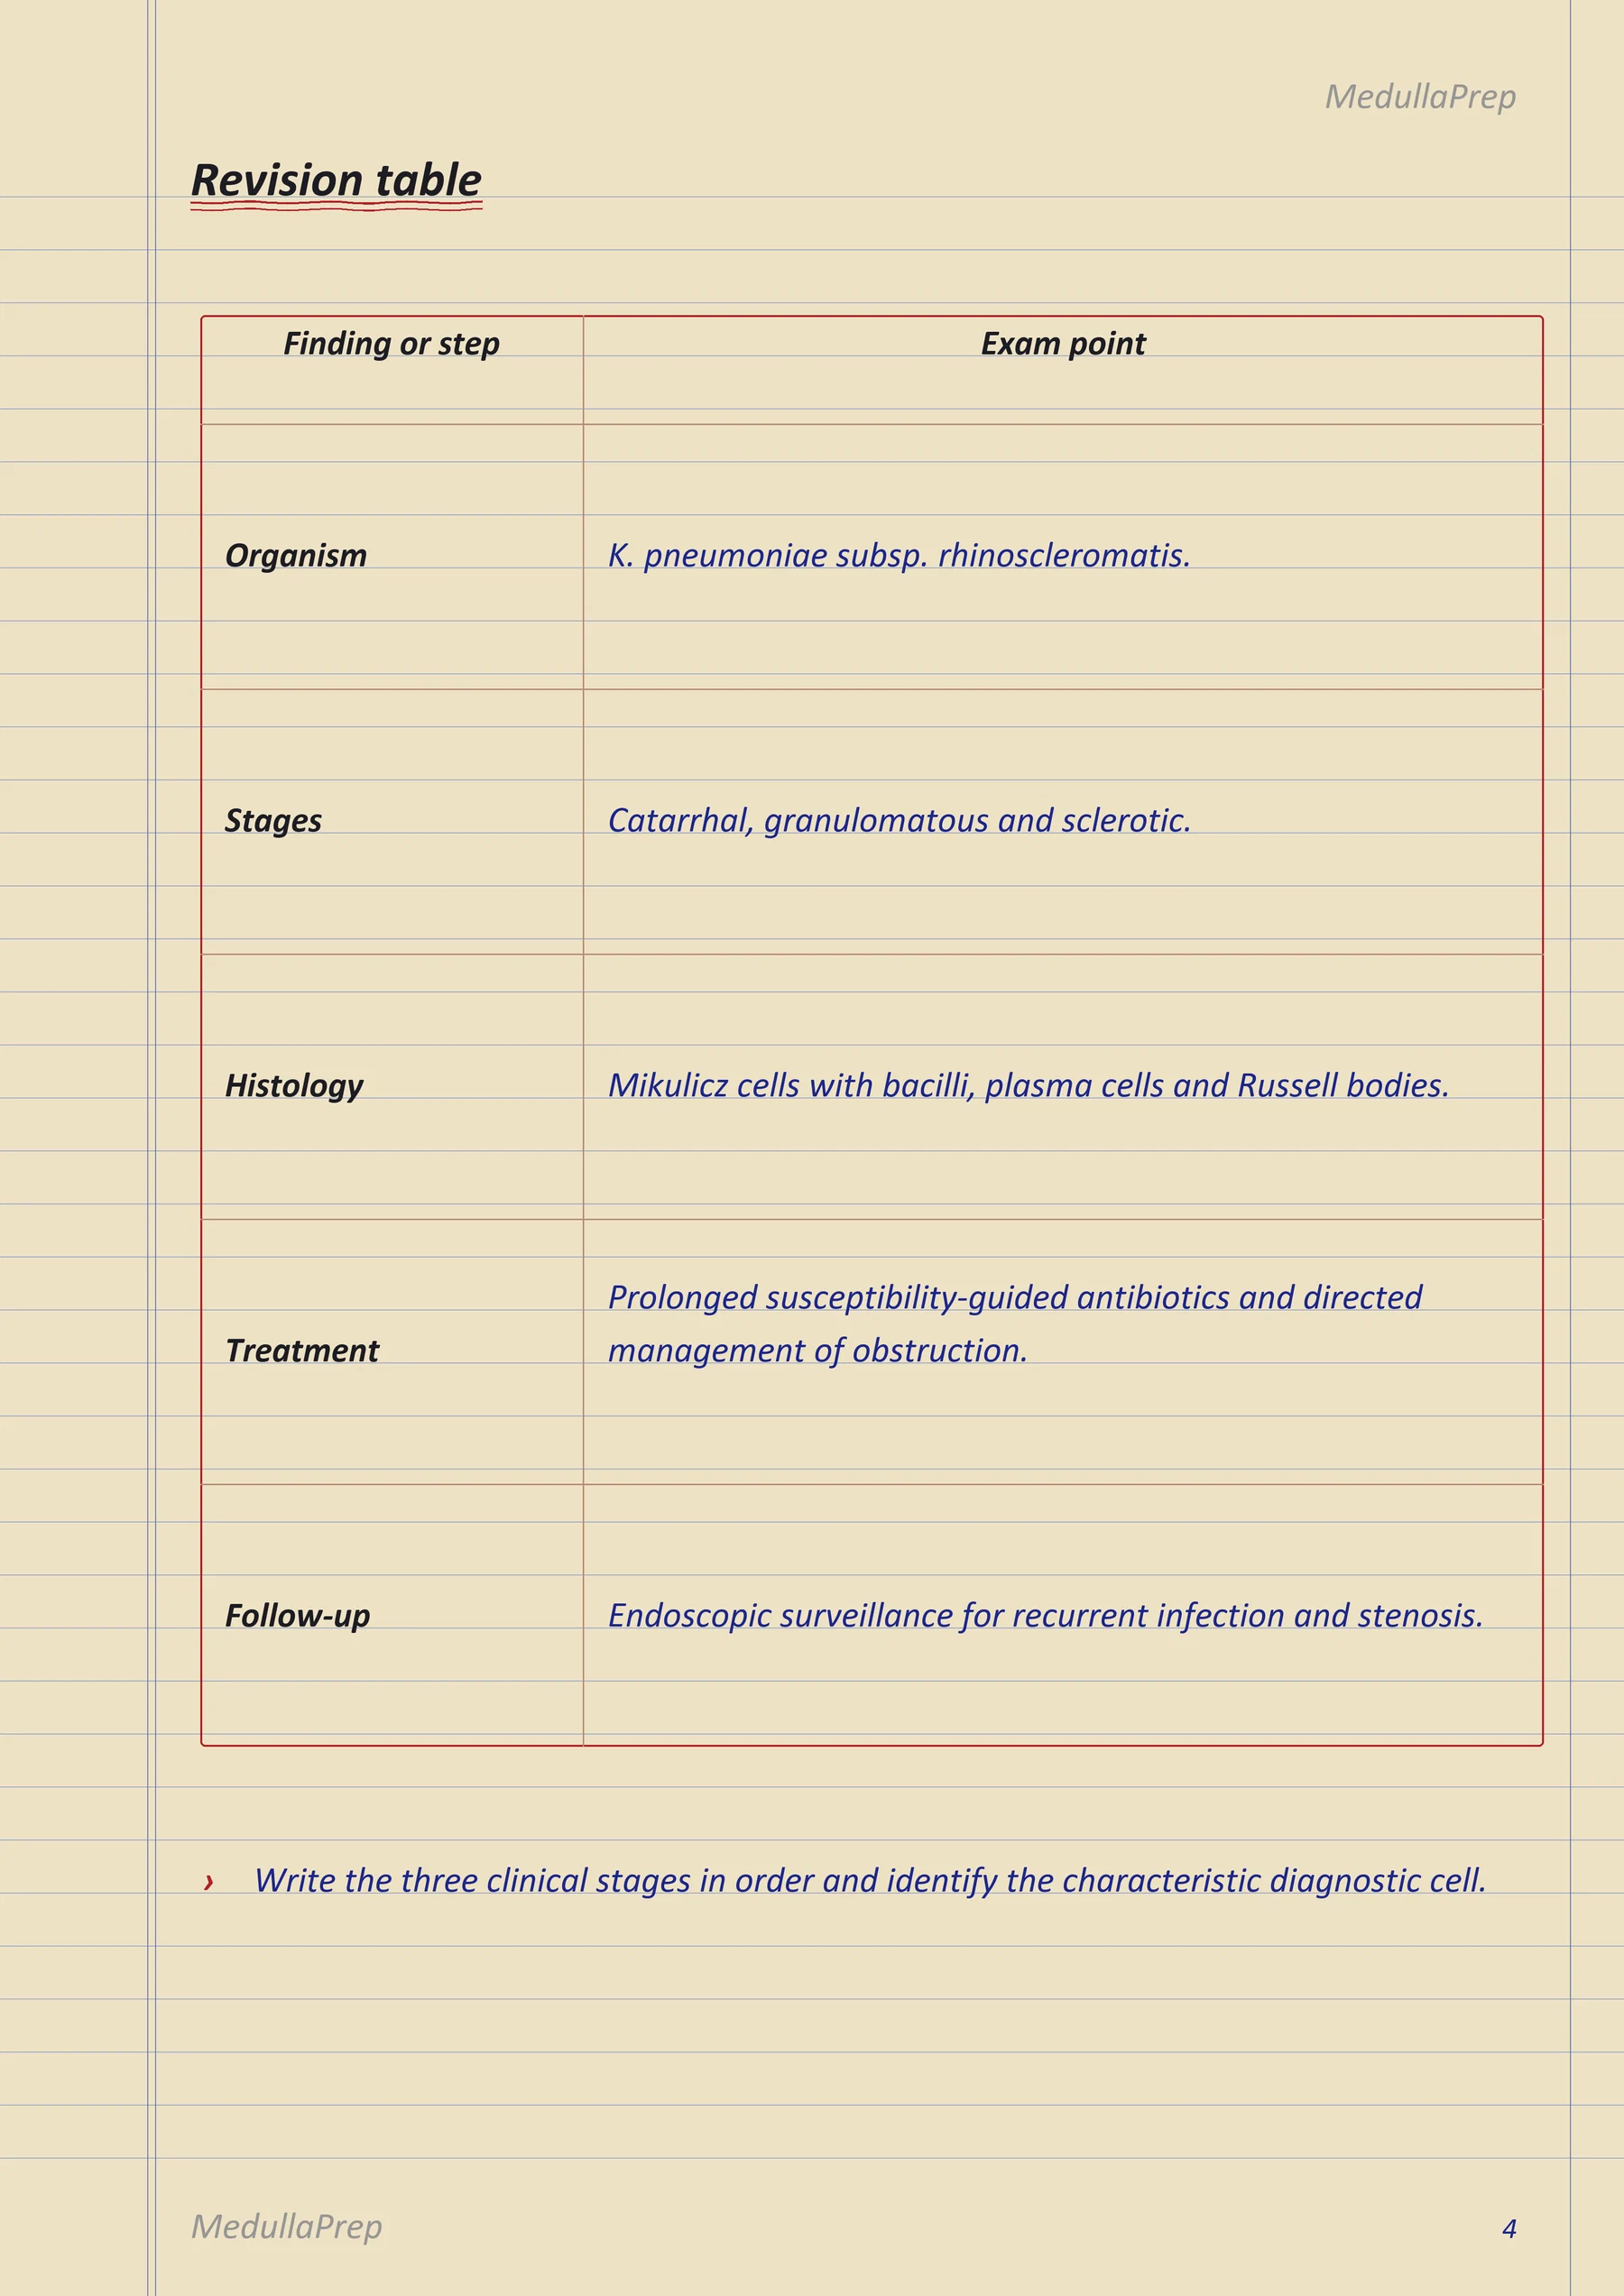 MedullaPrep
Revision table
Finding or step
Exam point
Organism
K. pneumoniae subsp. rhinoscleromatis.
Stages
Catarrhal, granulomatous and sclerotic.
Histology
Mikulicz cells with bacilli, plasma cells and Russell bodies.
Treatment
Prolonged susceptibility-guided antibiotics and directed
management of obstruction.
Follow-up
Endoscopic surveillance for recurrent infection and stenosis.
› Write the three clinical stages in order and identify the characteristic diagnostic cell.
MedullaPrep
4